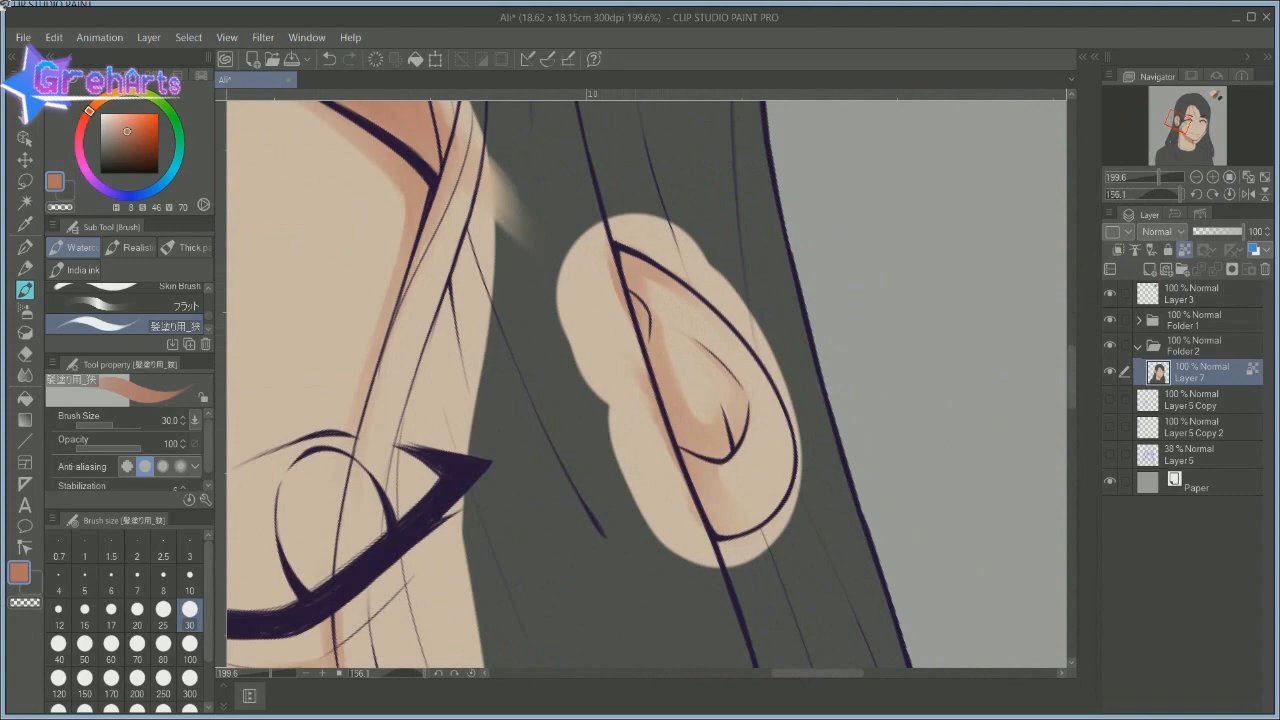 CLIP STUDIO PAINT
Ali* (18.62 x 18.15cm 300dpi 199.6%) - CLIP STUDIO PAINT PRO
File Edit Animation Layer Select View Filter Window Help
GrehArts
Ali*
10
Navigator
199.6
156.1
H 8 S 46 V 70
Sub Tool [Brush]
Waterc Realisti Thick p
India ink
Skin Brush
フラット
髪塗り用_狭
Tool property [髪塗り用_狭]
髪塗り用_狭
Brush Size 30.0
Opacity 100
Anti-aliasing
Stabilization
Brush size [髪塗り用_狭]
0.7 1 1.5 2 2.5 3
4 5 6 7 8 10
12 15 17 20 25 30
40 50 60 70 80 100
120 150 170 200 250 300
Layer
Normal 100
100 % Normal
Layer 3
100 % Normal
Folder 1
100 % Normal
Folder 2
100 % Normal
Layer 7
100 % Normal
Layer 5 Copy
100 % Normal
Layer 5 Copy 2
38 % Normal
Layer 5
Paper
199.6 156.1